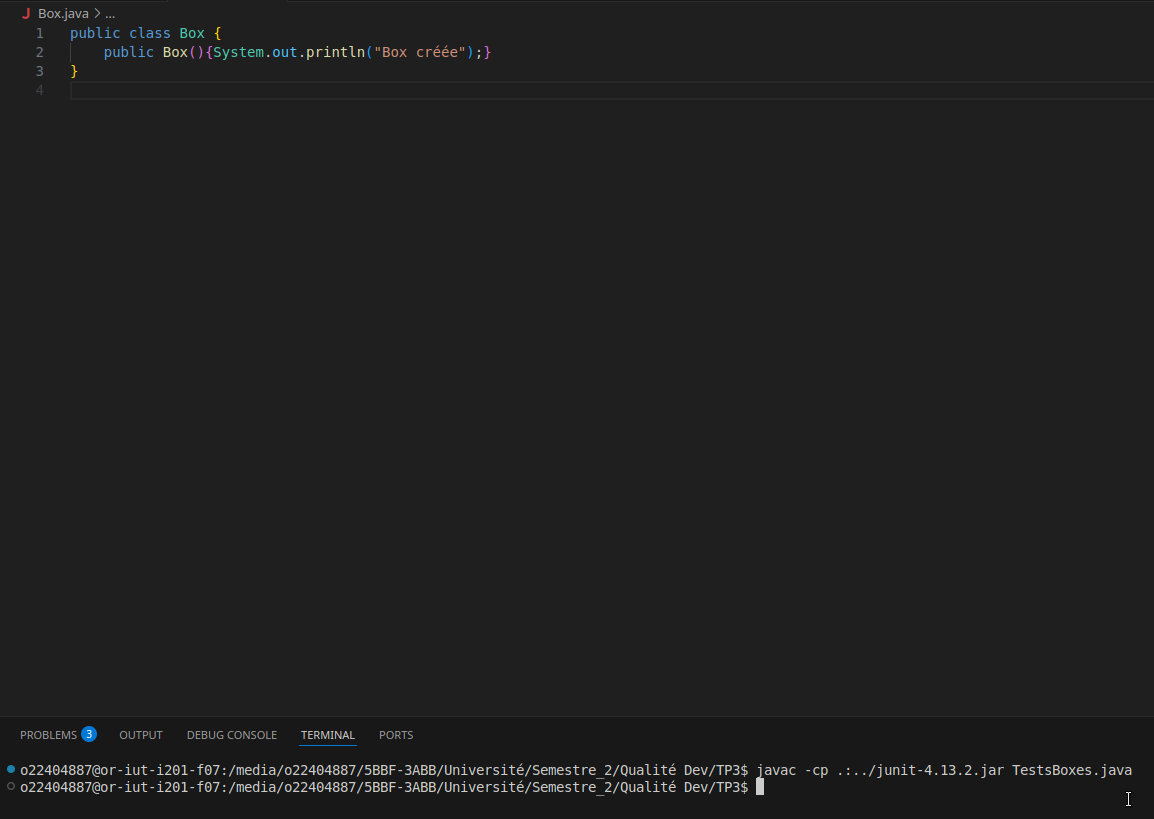 J Box.java > ...
1 public class Box {
2 public Box(){System.out.println("Box créée");}
3 }
4
PROBLEMS 3 OUTPUT DEBUG CONSOLE TERMINAL PORTS
o22404887@or-iut-i201-f07:/media/o22404887/5BBF-3ABB/Université/Semestre_2/Qualité Dev/TP3$ javac -cp .:../junit-4.13.2.jar TestsBoxes.java
o22404887@or-iut-i201-f07:/media/o22404887/5BBF-3ABB/Université/Semestre_2/Qualité Dev/TP3$